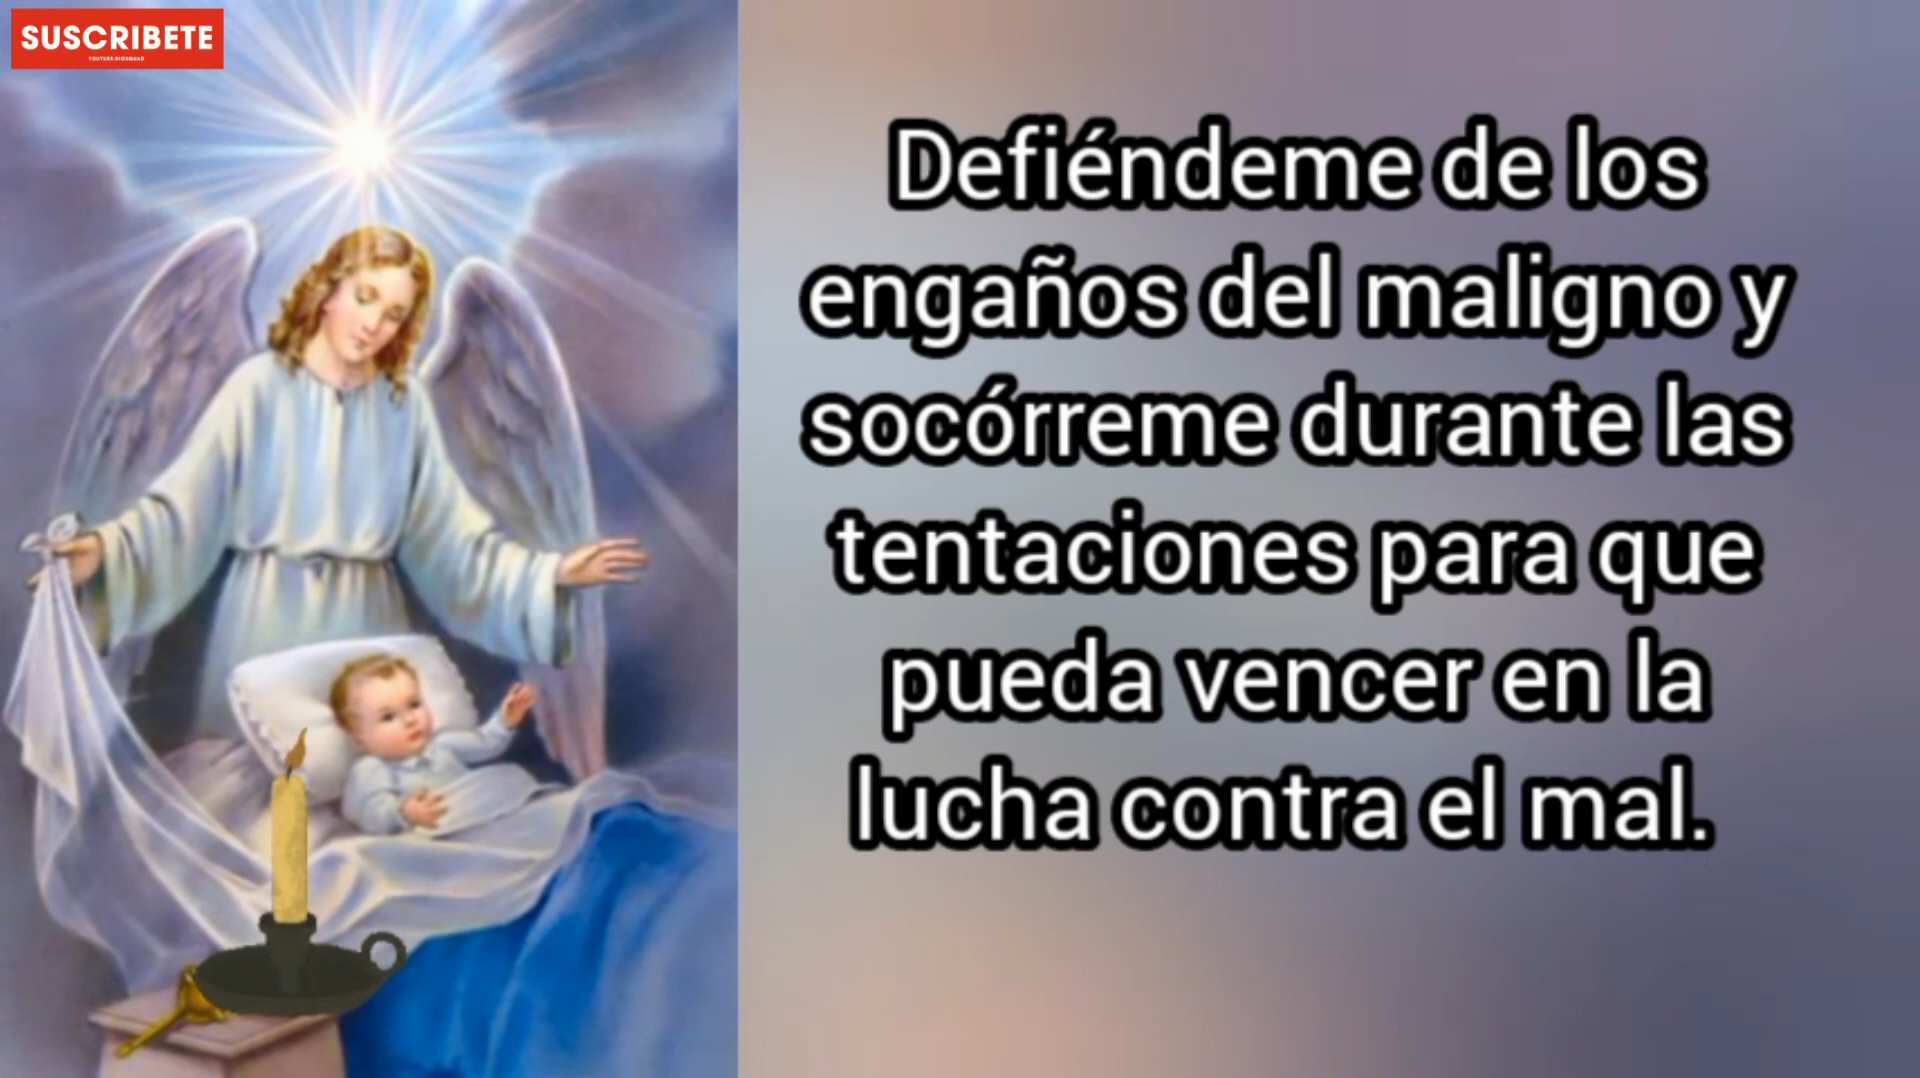 SUSCRIBETE
Defiéndeme de los
engaños del maligno y
socórreme durante las
tentaciones para que
pueda vencer en la
lucha contra el mal.